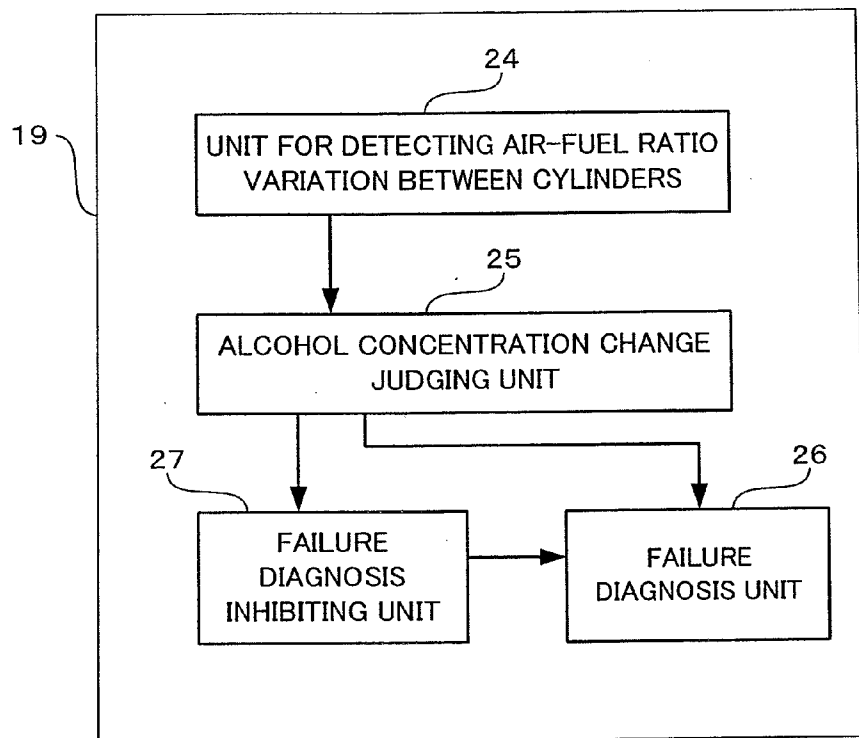 24
19
UNIT FOR DETECTING AIR-FUEL RATIO
VARIATION BETWEEN CYLINDERS
25
ALCOHOL CONCENTRATION CHANGE
JUDGING UNIT
27
26
FAILURE
DIAGNOSIS
INHIBITING UNIT
FAILURE
DIAGNOSIS UNIT